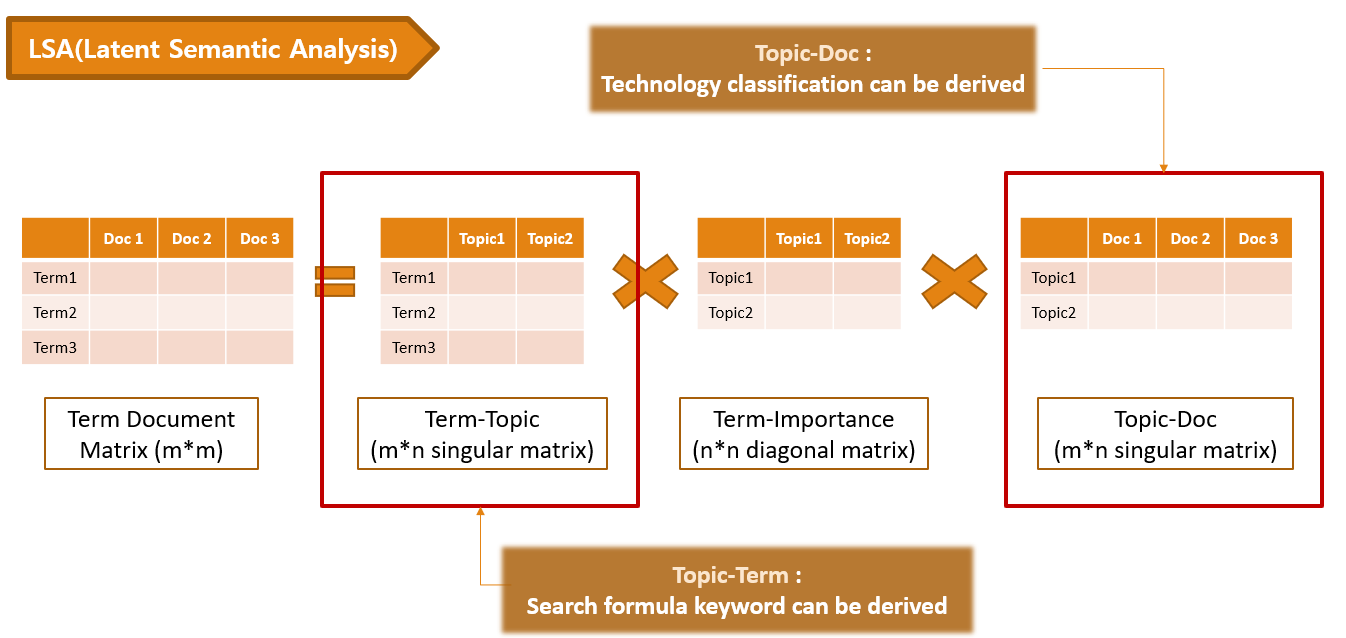 LSA(Latent Semantic Analysis)
Topic-Doc :
Technology classification can be derived
Doc 1 Doc 2 Doc 3
Term1
Term2
Term3
Topic1 Topic2
Term1
Term2
Term3
Topic1 Topic2
Topic1
Topic2
Doc 1 Doc 2 Doc 3
Topic1
Topic2
Term Document
Matrix (m*m)
Term-Topic
(m*n singular matrix)
Term-Importance
(n*n diagonal matrix)
Topic-Doc
(m*n singular matrix)
Topic-Term :
Search formula keyword can be derived